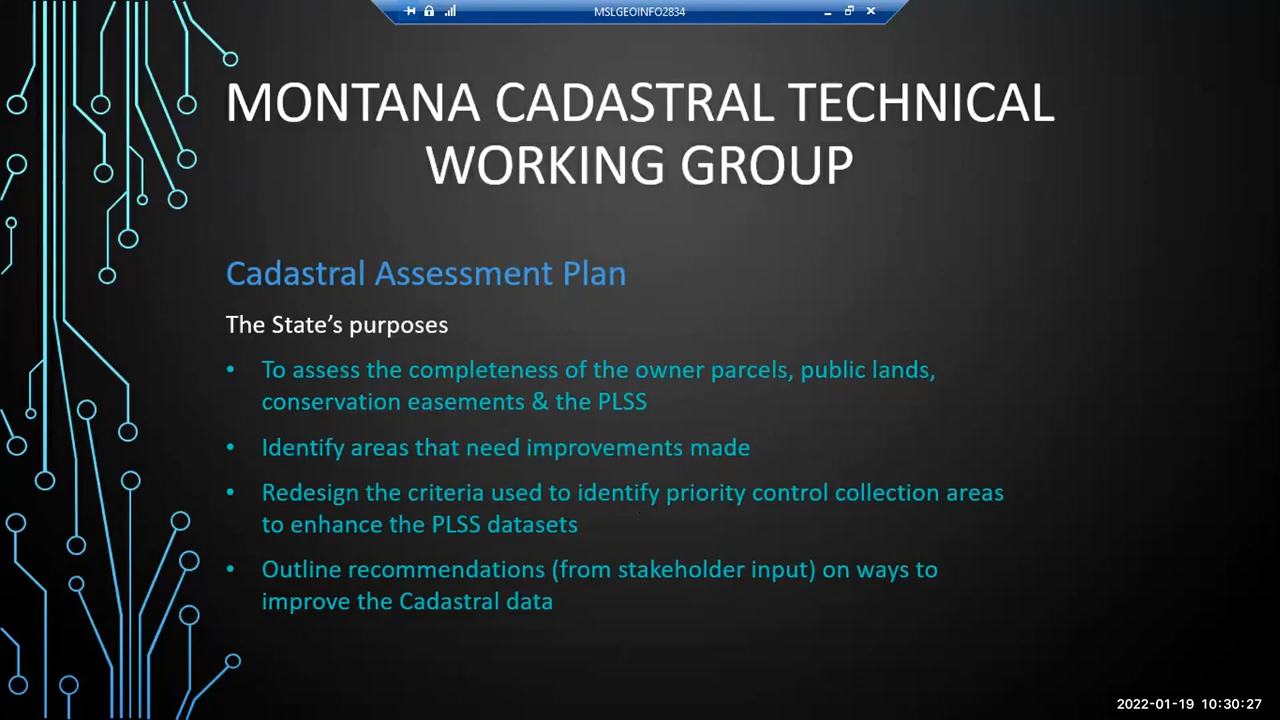 MSLGEOINFO2834
MONTANA CADASTRAL TECHNICAL
WORKING GROUP
Cadastral Assessment Plan
The State’s purposes
• To assess the completeness of the owner parcels, public lands,
conservation easements & the PLSS
• Identify areas that need improvements made
• Redesign the criteria used to identify priority control collection areas
to enhance the PLSS datasets
• Outline recommendations (from stakeholder input) on ways to
improve the Cadastral data
2022-01-19 10:30:27